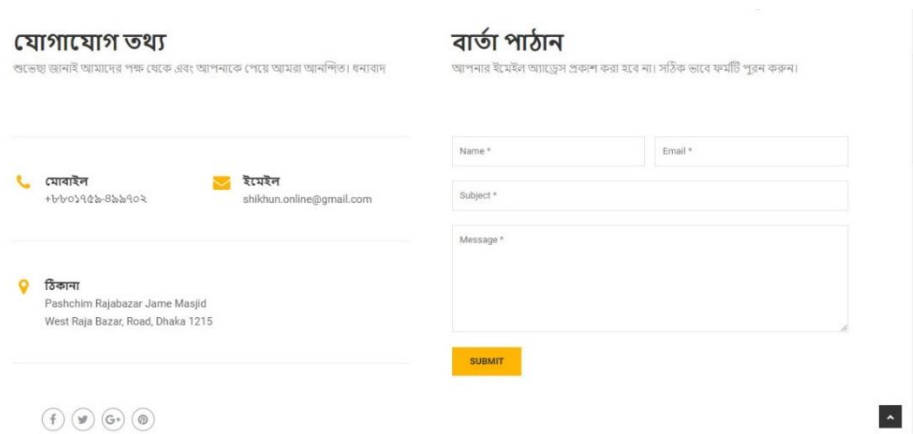 যোগাযোগ তথ্য
শুভেচ্ছা জানাই আমাদের পক্ষ থেকে এবং আপনাকে পেয়ে আমরা আনন্দিত। ধন্যবাদ
মোবাইল
+৮৮০১৭৫৯-৪৯৯৭০২
ইমেইল
shikhun.online@gmail.com
ঠিকানা
Pashchim Rajabazar Jame Masjid
West Raja Bazar, Road, Dhaka 1215
বার্তা পাঠান
আপনার ইমেইল অ্যাড্রেস প্রকাশ করা হবে না। সঠিক ভাবে ফর্মটি পুরন করুন।
Name *
Email *
Subject *
Message *
SUBMIT